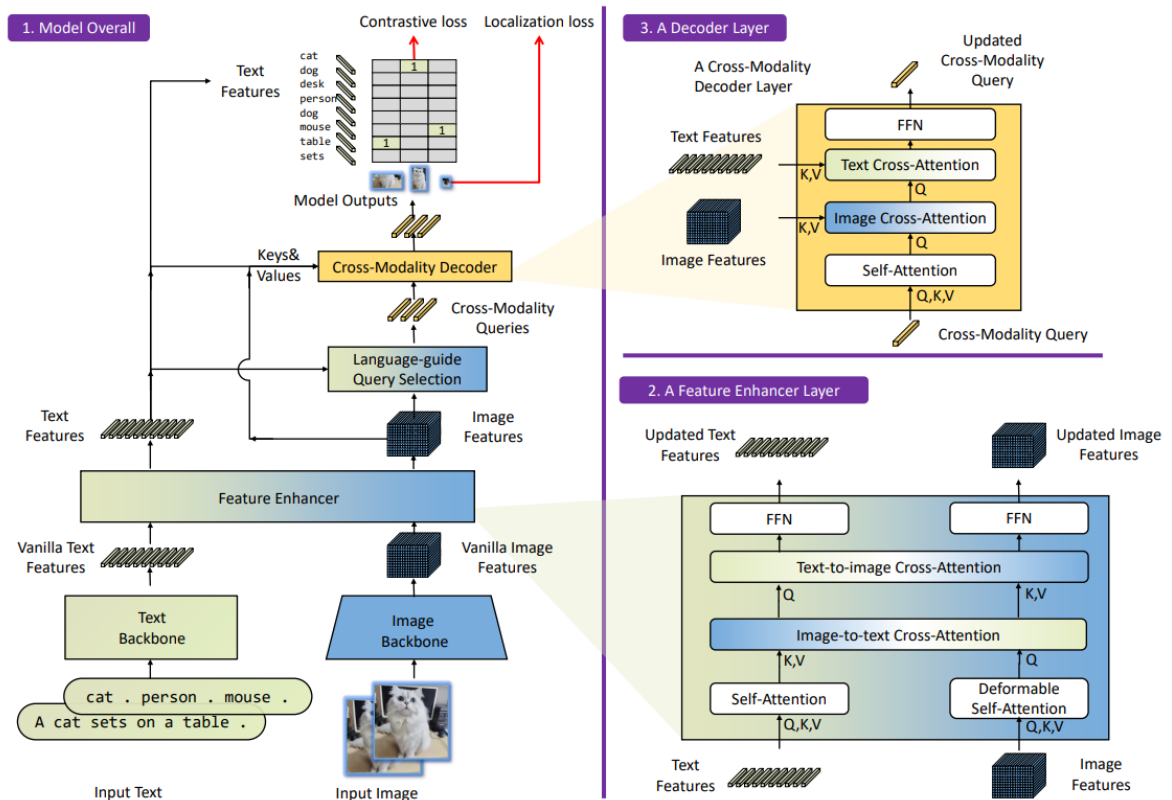 1. Model Overall
Contrastive loss
Localization loss
Text
Features
cat
dog
desk
person
dog
mouse
table
sets
1
1
1
Model Outputs
Keys&
Values
Cross-Modality Decoder
Cross-Modality
Queries
Language-guide
Query Selection
Text
Features
Image
Features
Feature Enhancer
Vanilla Text
Features
Vanilla Image
Features
Text
Backbone
Image
Backbone
cat . person . mouse .
A cat sets on a table .
Input Text
Input Image
3. A Decoder Layer
A Cross-Modality
Decoder Layer
Updated
Cross-Modality
Query
FFN
Text Features
Text Cross-Attention
K,V
Q
Image Cross-Attention
K,V
Q
Image Features
Self-Attention
Q,K,V
Cross-Modality Query
2. A Feature Enhancer Layer
Updated Text
Features
Updated Image
Features
FFN
FFN
Text-to-image Cross-Attention
Q
K,V
Image-to-text Cross-Attention
K,V
Q
Self-Attention
Deformable
Self-Attention
Q,K,V
Q,K,V
Text
Features
Image
Features